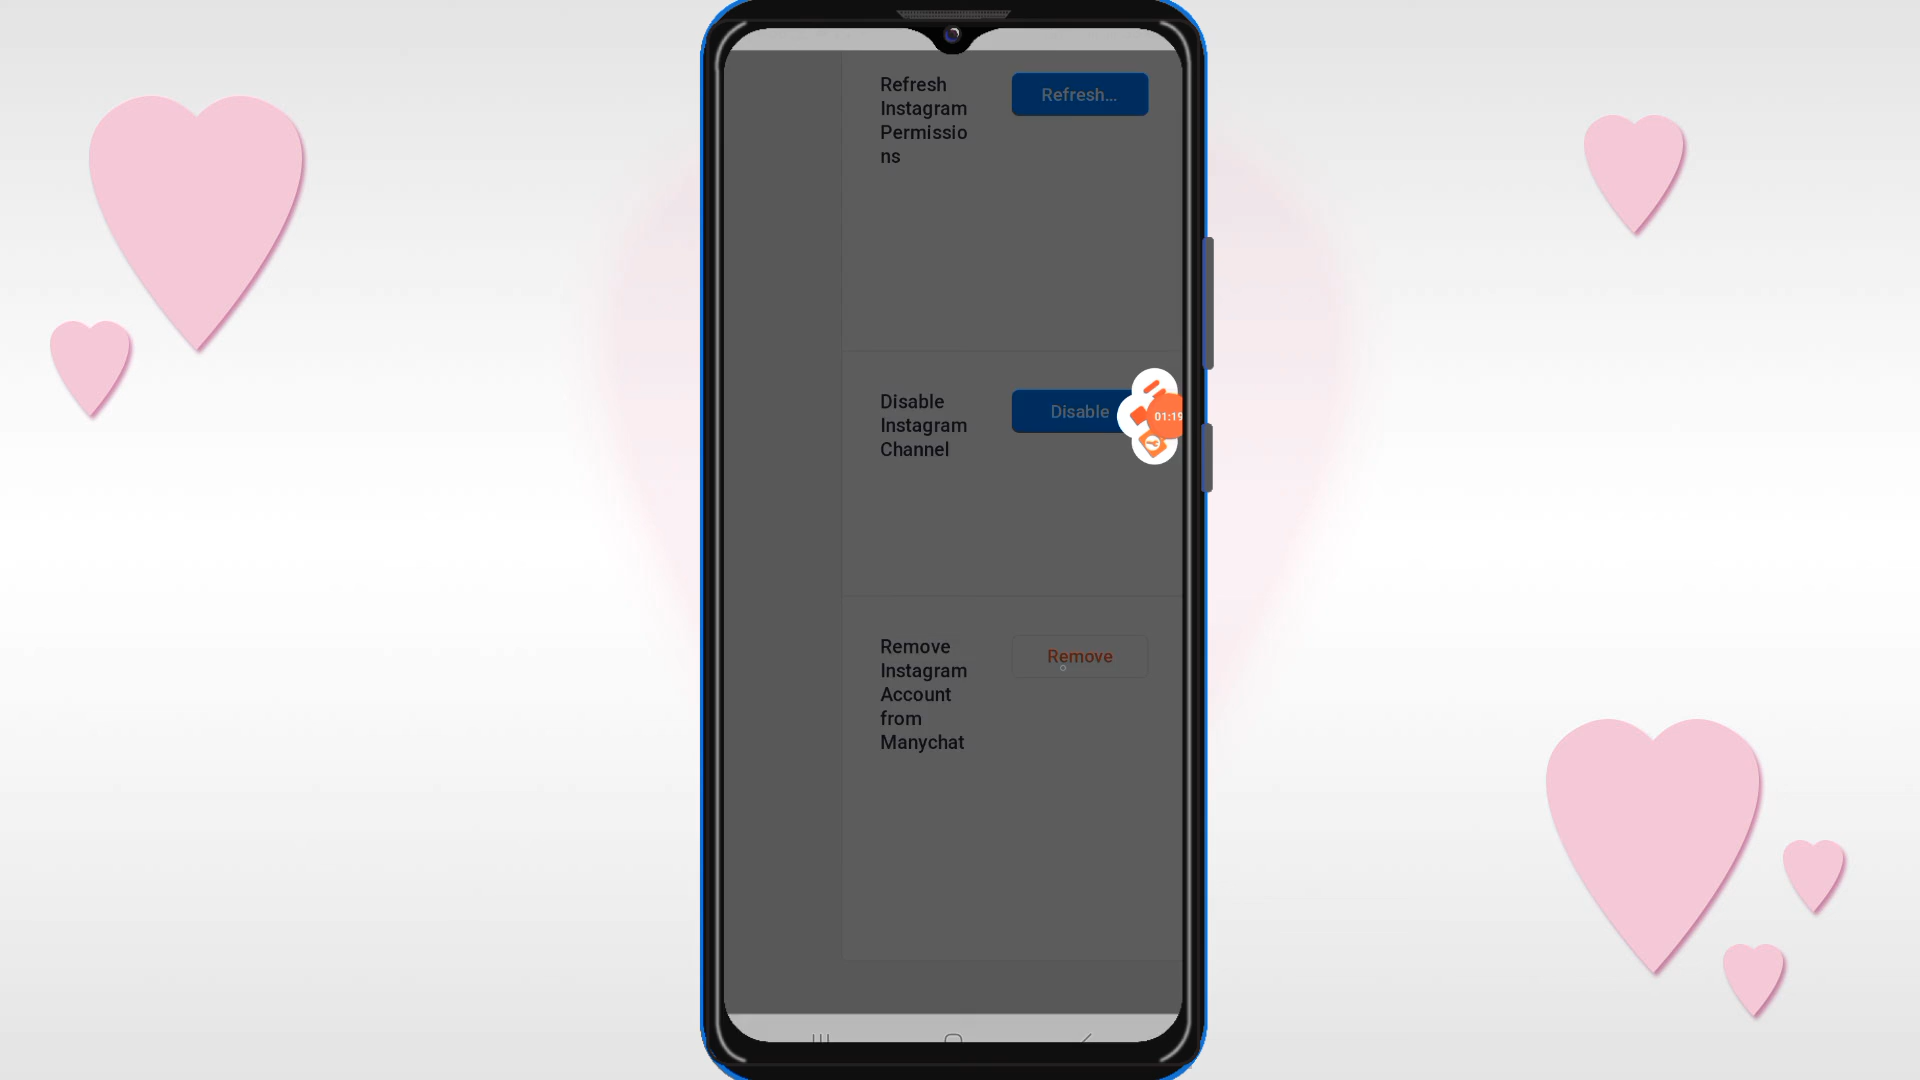 Refresh
Instagram
Permissio
ns
Refresh...
Disable
Instagram
Channel
Disable
01:19
Remove
Instagram
Account
from
Manychat
Remove